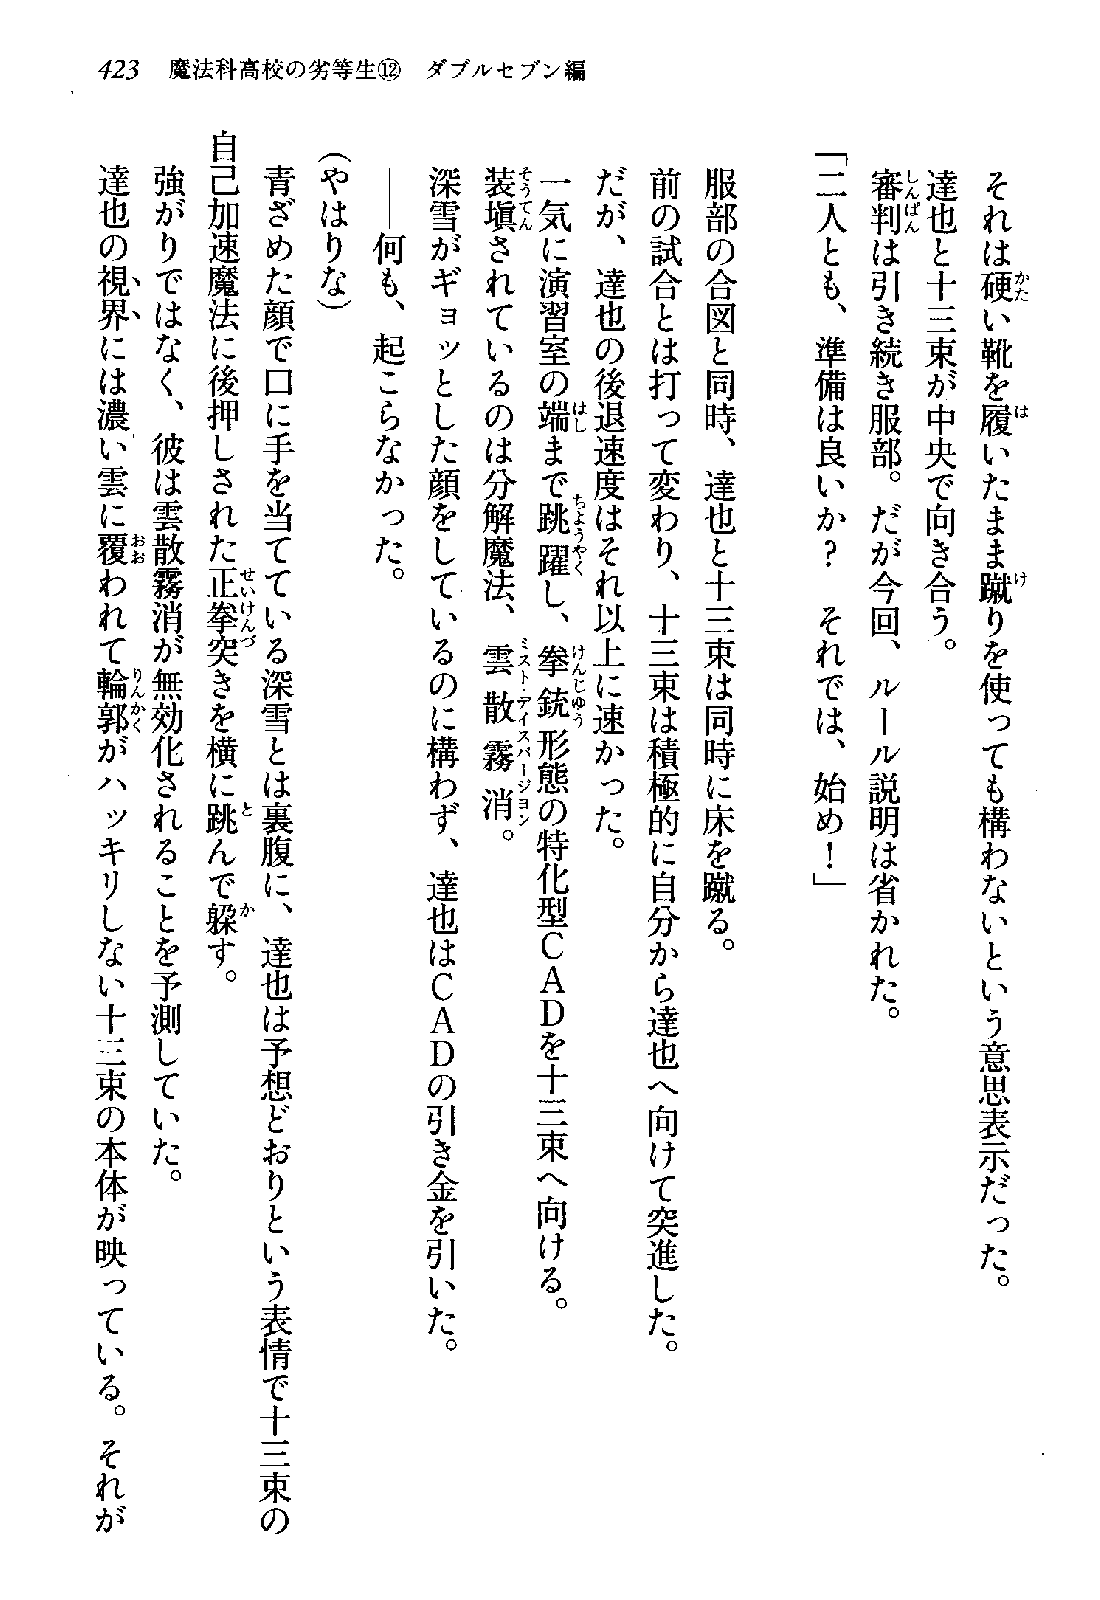 423　魔法科高校の劣等生⑫　ダブルセブン編
それは硬い靴を履いたまま蹴りを使っても構わないという意思表示だった。
達也と十三束が中央で向き合う。
審判は引き続き服部。だが今回、ルール説明は省かれた。
「二人とも、準備は良いか？　それでは、始め！」
服部の合図と同時、達也と十三束は同時に床を蹴る。
前の試合とは打って変わり、十三束は積極的に自分から達也へ向けて突進した。
だが、達也の後退速度はそれ以上に速かった。
一気に演習室の端まで跳躍し、拳銃形態の特化型ＣＡＤを十三束へ向ける。
装塡されているのは分解魔法、雲散霧消。
深雪がギョッとした顔をしているのに構わず、達也はＣＡＤの引き金を引いた。
――何も、起こらなかった。
（やはりな）
青ざめた顔で口に手を当てている深雪とは裏腹に、達也は予想どおりという表情で十三束の
自己加速魔法に後押しされた正拳突きを横に跳んで躱す。
強がりではなく、彼は雲散霧消が無効化されることを予測していた。
達也の視界には濃い雲に覆われて輪郭がハッキリしない十三束の本体が映っている。それが